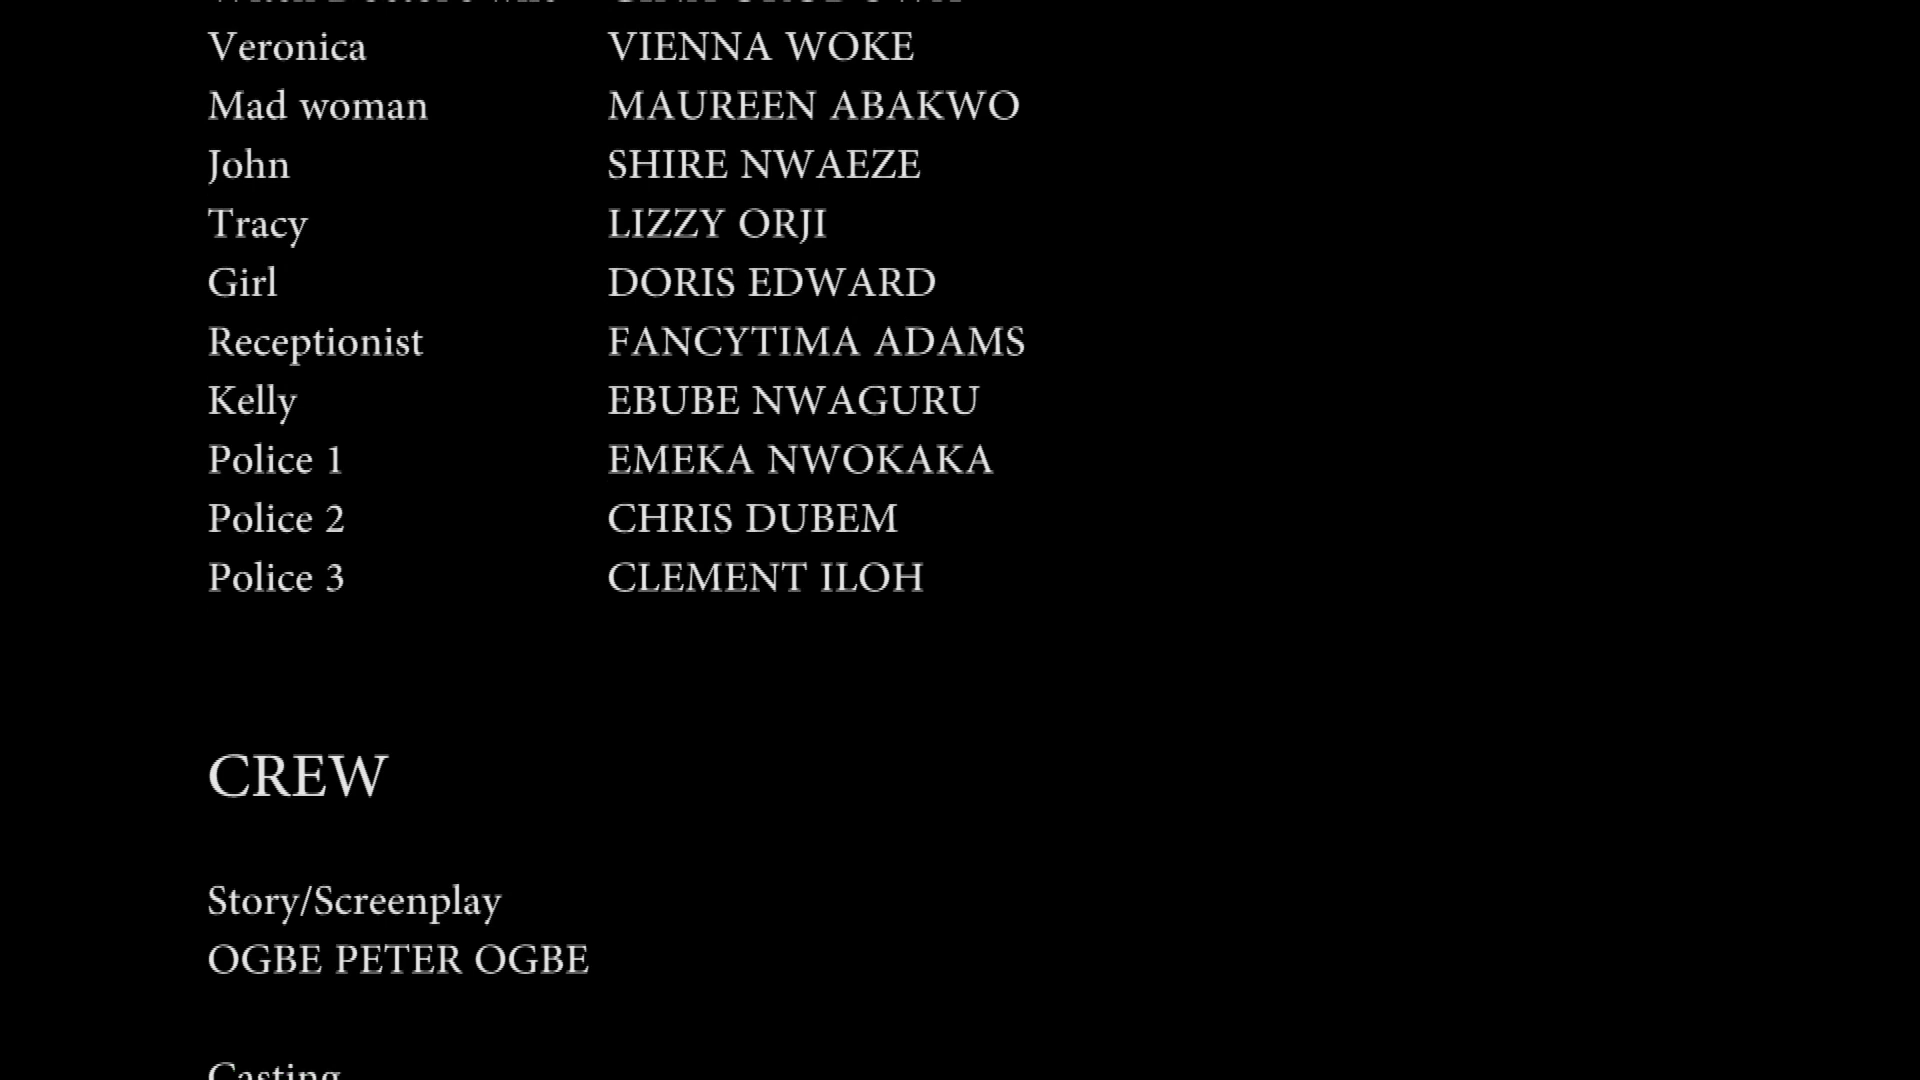 Veronica VIENNA WOKE
Mad woman MAUREEN ABAKWO
John SHIRE NWAEZE
Tracy LIZZY ORJI
Girl DORIS EDWARD
Receptionist FANCYTIMA ADAMS
Kelly EBUBE NWAGURU
Police 1 EMEKA NWOKAKA
Police 2 CHRIS DUBEM
Police 3 CLEMENT ILOH
CREW
Story/Screenplay
OGBE PETER OGBE
Casting